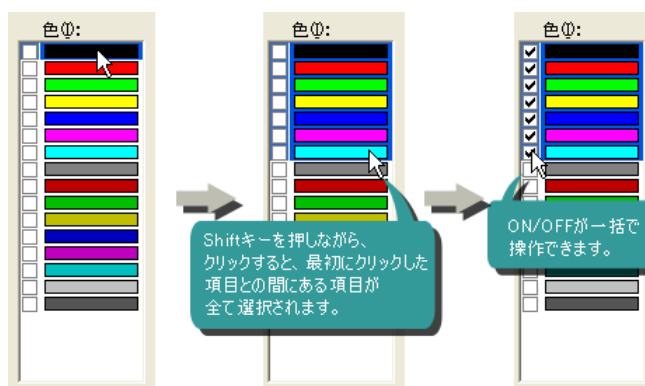 色(I):
色(I):
色(I):
Shiftキーを押しながら、
クリックすると、最初にクリックした
項目との間にある項目が
全て選択されます。
ON/OFFが一括で
操作できます。